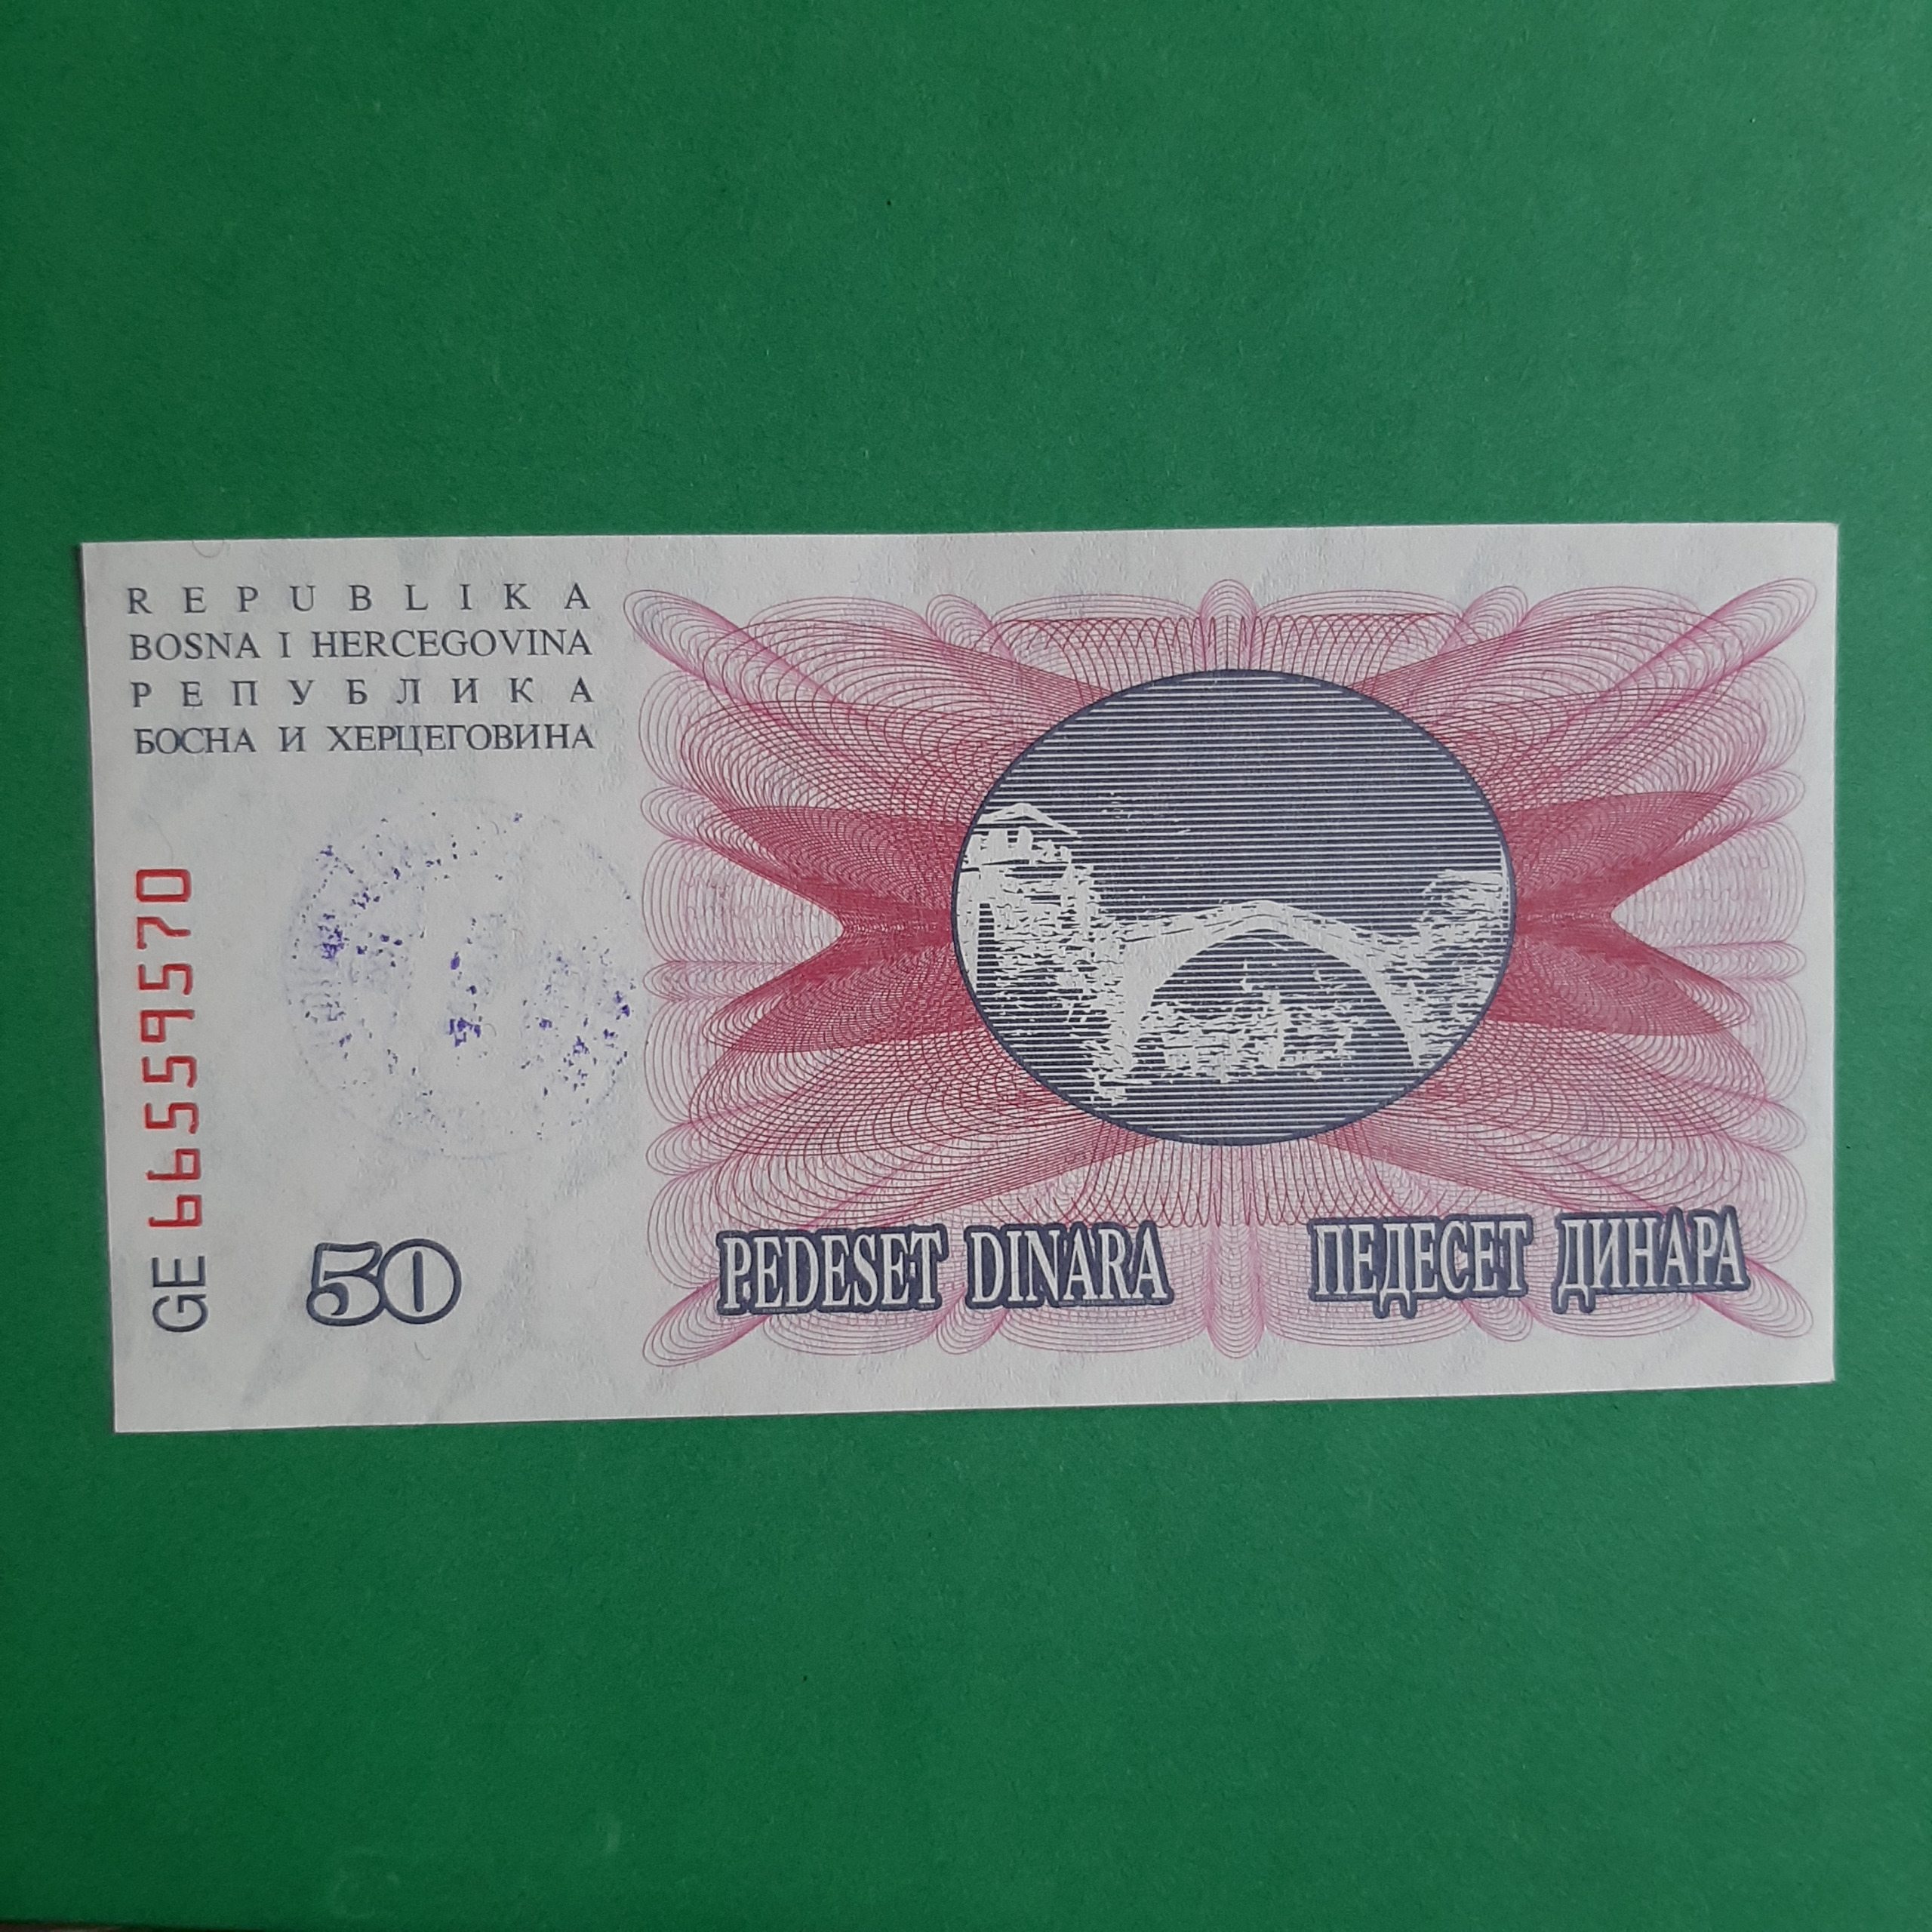 REPUBLIKA
BOSNA I HERCEGOVINA
РЕПУБЛИКА
БОСНА И ХЕРЦЕГОВИНА
GE 66559570
50
PEDESET DINARA
ПЕДЕСЕТ ДИНАРА